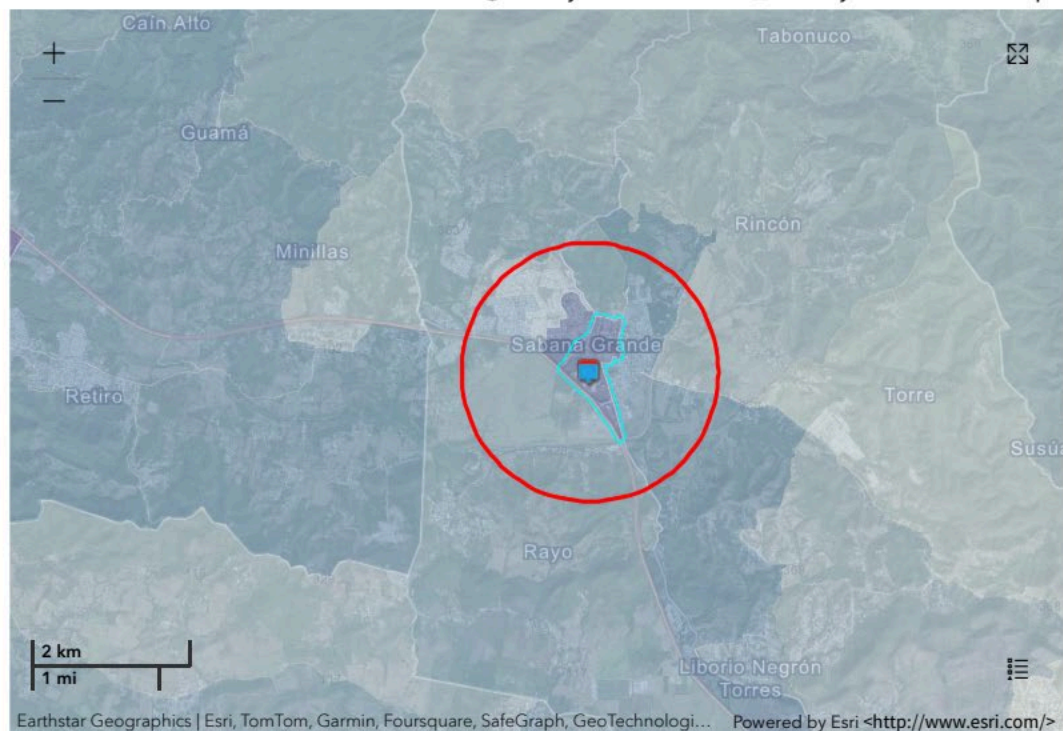 Caín Alto
Tabonuco
+
−
Guamá
Rincón
Minillas
Sabana Grande
Retiro
Torre
Susúa
Rayo
2 km
1 mi
Liborio Negrón
Torres
Earthstar Geographics | Esri, TomTom, Garmin, Foursquare, SafeGraph, GeoTechnologi... Powered by Esri <http://www.esri.com/>